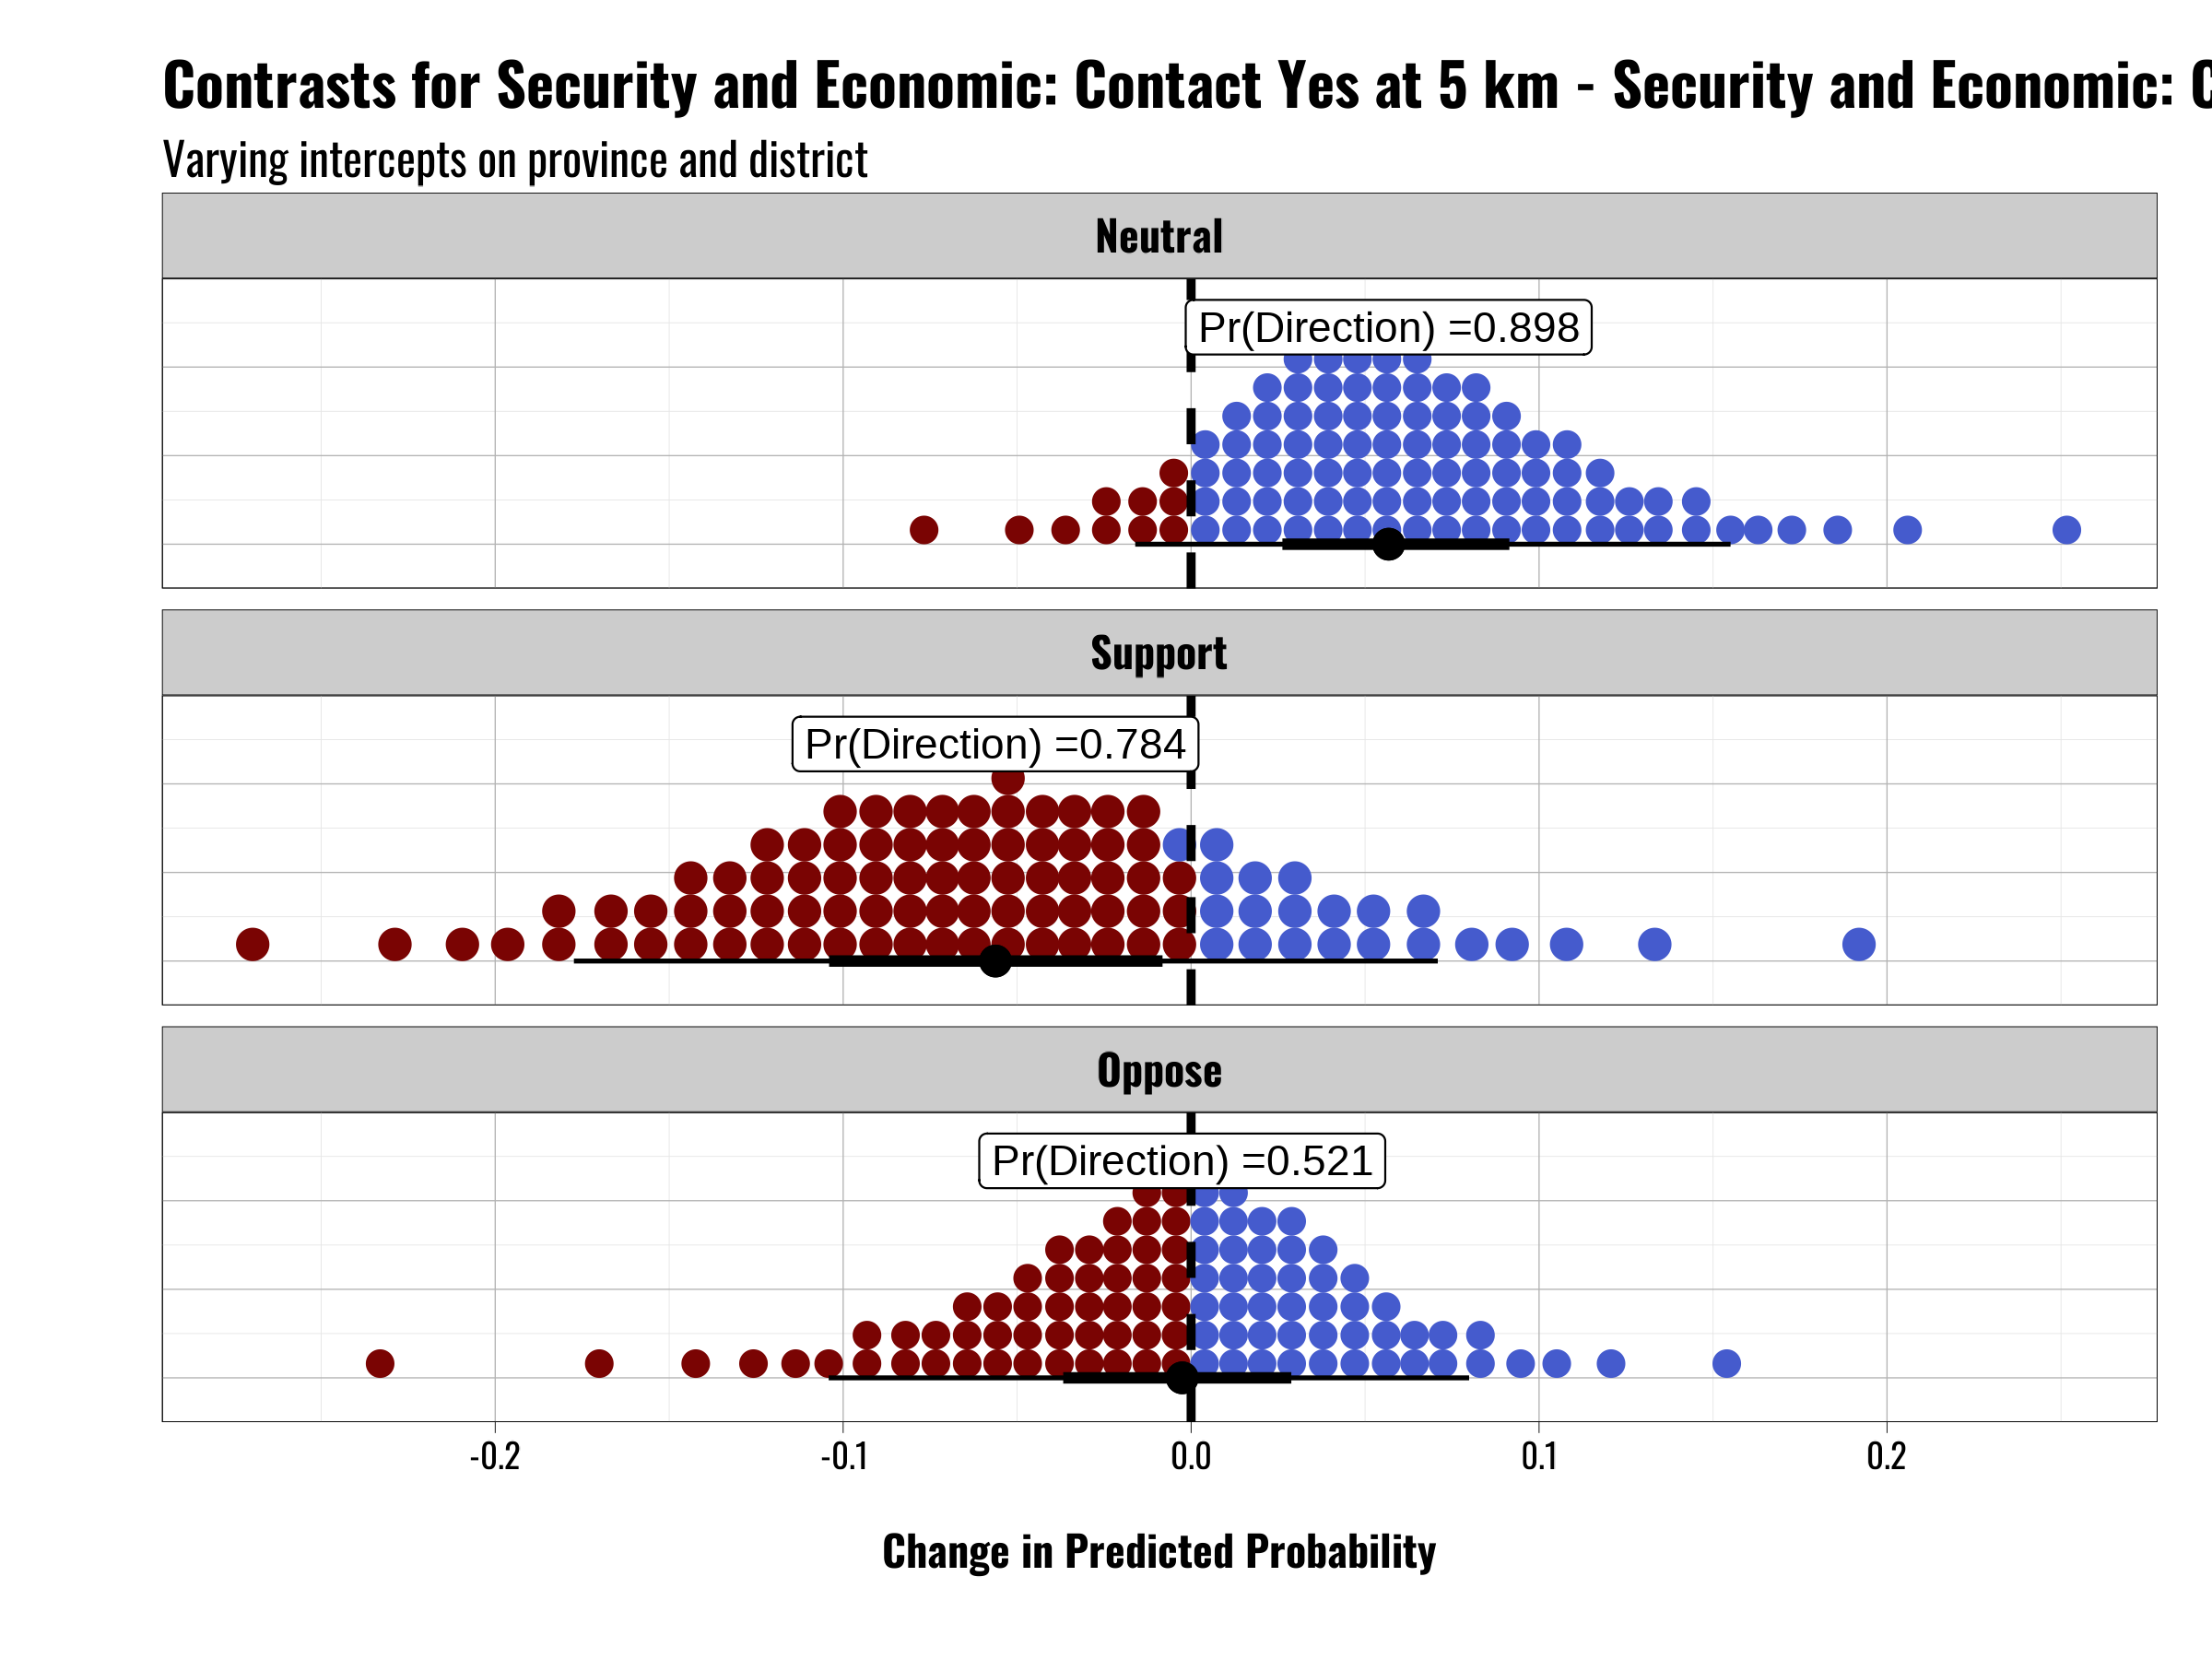 Contrasts for Security and Economic: Contact Yes at 5 km - Security and Economic:
Varying intercepts on province and district
Neutral
Pr(Direction) =0.898
Support
Pr(Direction) =0.784
Oppose
Pr(Direction) =0.521
-0.2 -0.1 0.0 0.1 0.2
Change in Predicted Probability